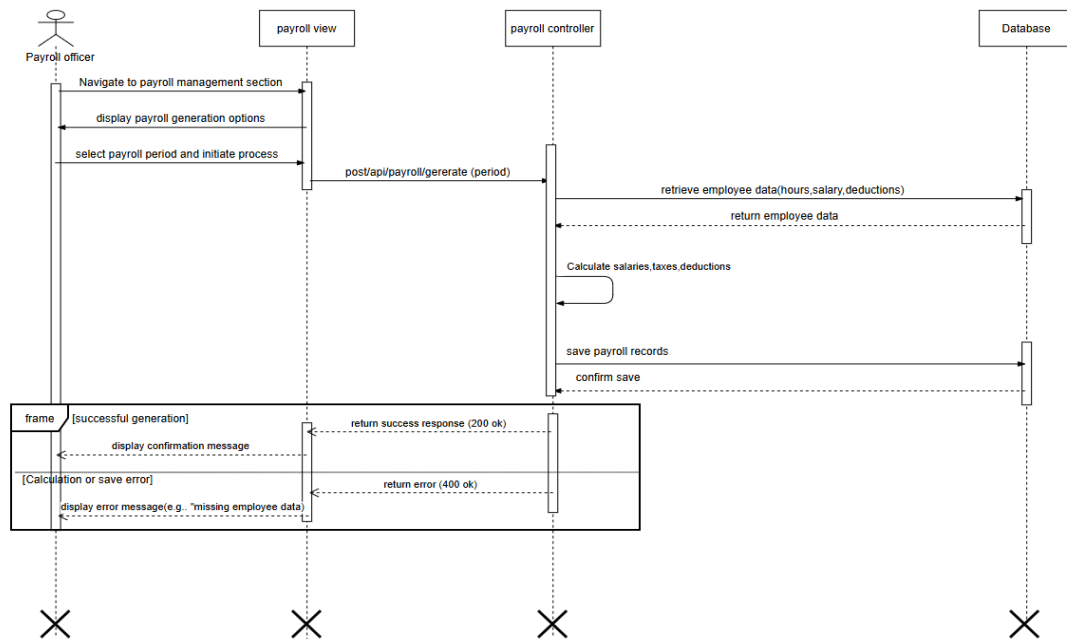 payroll view
payroll controller
Database
Payroll officer
Navigate to payroll management section
display payroll generation options
select payroll period and initiate process
post/api/payroll/gererate (period)
retrieve employee data(hours,salary,deductions)
return employee data
Calculate salaries,taxes,deductions
save payroll records
confirm save
frame
[successful generation]
return success response (200 ok)
display confirmation message
[Calculation or save error]
return error (400 ok)
display error message(e.g.. "missing employee data)